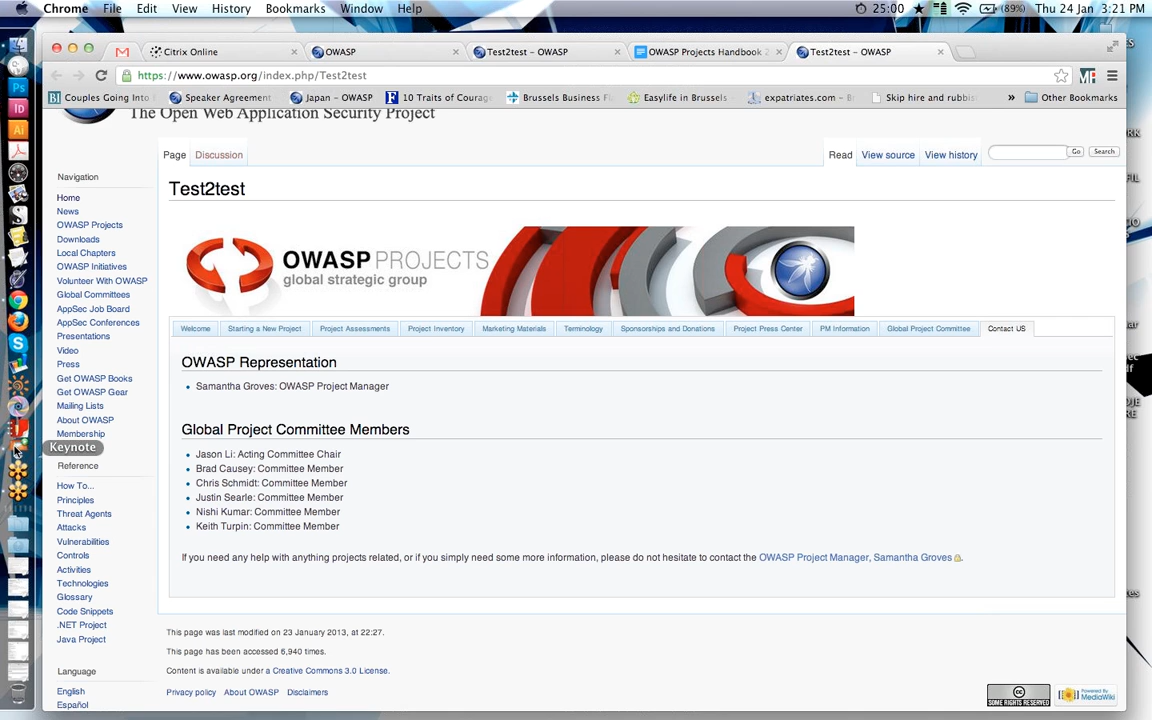 Chrome File Edit View History Bookmarks Window Help 25:00 (89%) Thu 24 Jan 3:21 PM
Citrix Online OWASP Test2test – OWASP OWASP Projects Handbook 2 Test2test – OWASP
https://www.owasp.org/index.php/Test2test
Couples Going Into Speaker Agreement Japan – OWASP 10 Traits of Courag Brussels Business Fl Easylife in Brussels expatriates.com – Skip hire and rubbis » Other Bookmarks
The Open Web Application Security Project
Page Discussion Read View source View history Go Search
Navigation
Home
News
OWASP Projects
Downloads
Local Chapters
OWASP Initiatives
Volunteer With OWASP
Global Committees
AppSec Job Board
AppSec Conferences
Presentations
Video
Press
Get OWASP Books
Get OWASP Gear
Mailing Lists
About OWASP
Membership
Keynote
Reference
How To...
Principles
Threat Agents
Attacks
Vulnerabilities
Controls
Activities
Technologies
Glossary
Code Snippets
.NET Project
Java Project
Language
English
Español
Test2test
OWASP PROJECTS
global strategic group
Welcome Starting a New Project Project Assessments Project Inventory Marketing Materials Terminology Sponsorships and Donations Project Press Center PM Information Global Project Committee Contact US
OWASP Representation
Samantha Groves: OWASP Project Manager
Global Project Committee Members
Jason Li: Acting Committee Chair
Brad Causey: Committee Member
Chris Schmidt: Committee Member
Justin Searle: Committee Member
Nishi Kumar: Committee Member
Keith Turpin: Committee Member
If you need any help with anything projects related, or if you simply need some more information, please do not hesitate to contact the OWASP Project Manager, Samantha Groves .
This page was last modified on 23 January 2013, at 22:27.
This page has been accessed 6,940 times.
Content is available under a Creative Commons 3.0 License.
Privacy policy About OWASP Disclaimers
SOME RIGHTS RESERVED
Powered By
MediaWiki